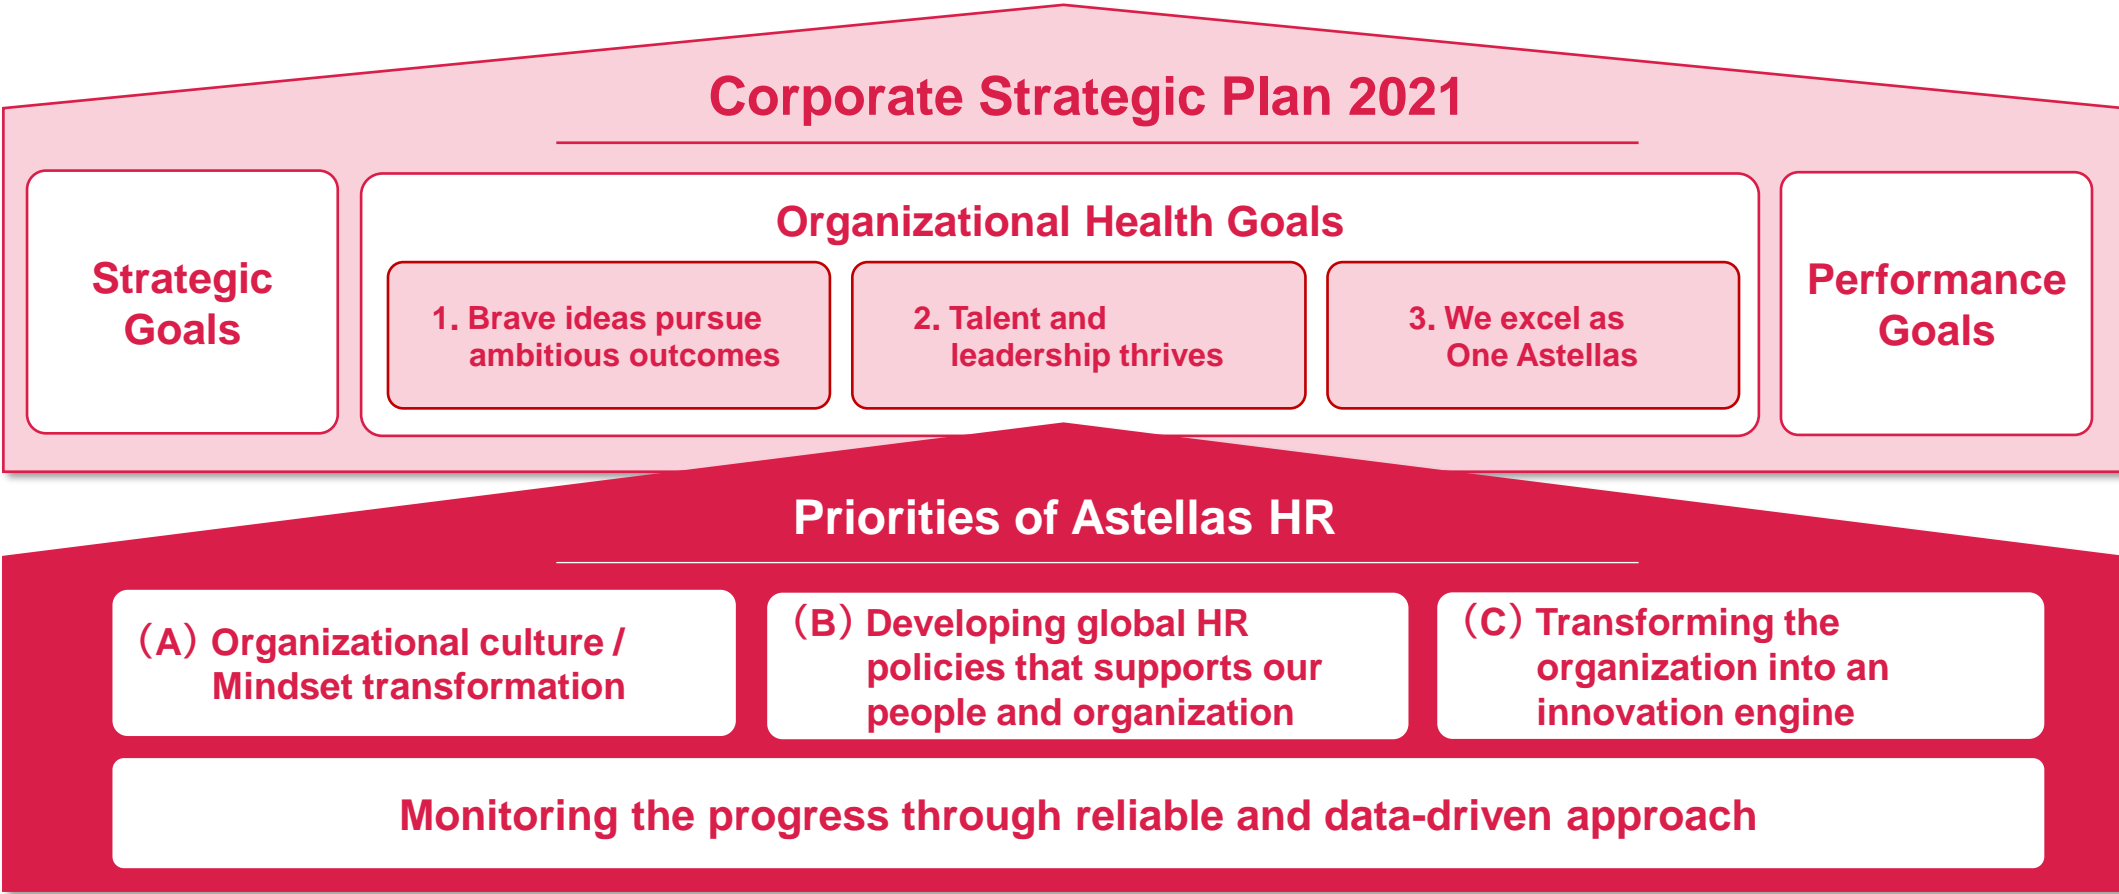 Corporate Strategic Plan 2021
Strategic
Goals
Organizational Health Goals
1. Brave ideas pursue
ambitious outcomes
2. Talent and
leadership thrives
3. We excel as
One Astellas
Performance
Goals
Priorities of Astellas HR
（A）Organizational culture /
Mindset transformation
（B）Developing global HR
policies that supports our
people and organization
（C）Transforming the
organization into an
innovation engine
Monitoring the progress through reliable and data-driven approach